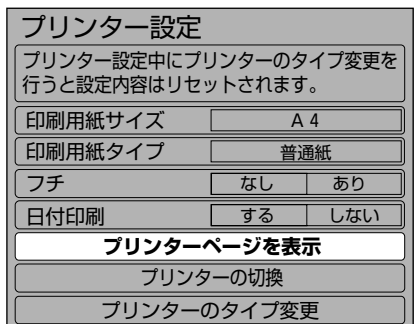 プリンター設定
プリンター設定中にプリンターのタイプ変更を
行うと設定内容はリセットされます。
印刷用紙サイズ A 4
印刷用紙タイプ 普通紙
フチ なし あり
日付印刷 する しない
プリンターページを表示
プリンターの切換
プリンターのタイプ変更